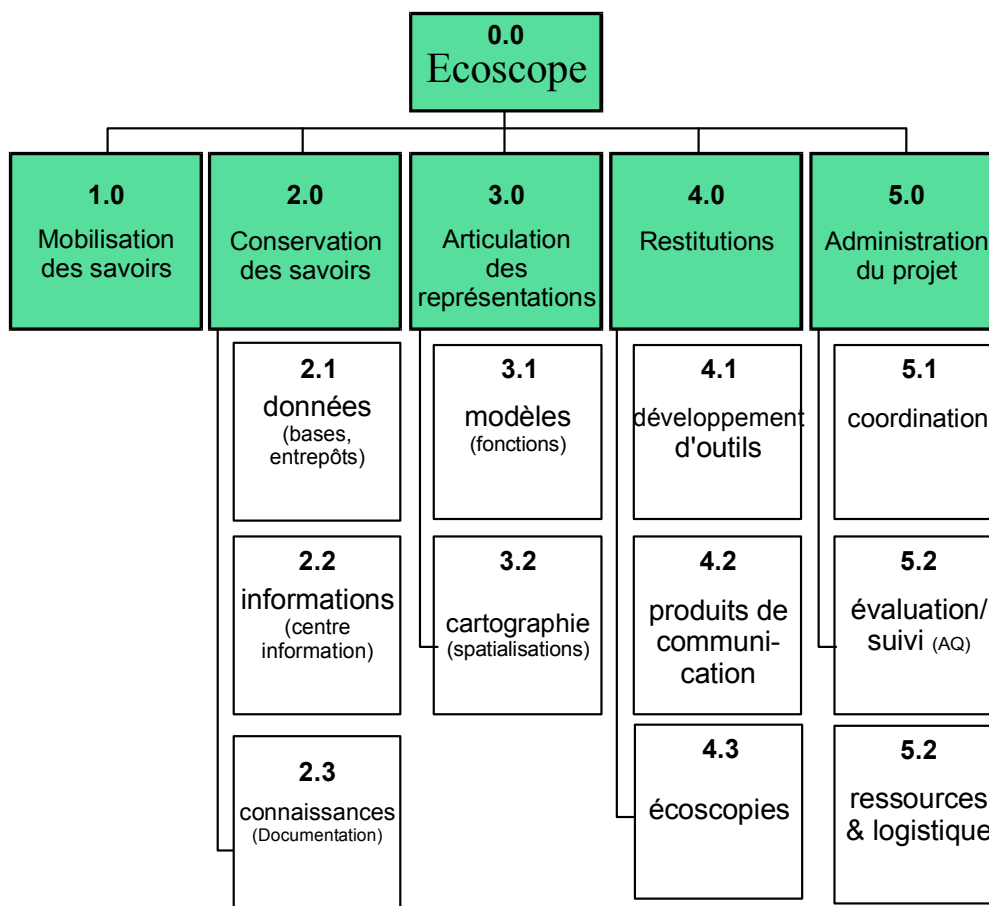 0.0
Ecoscope
1.0
Mobilisation
des savoirs
2.0
Conservation
des savoirs
3.0
Articulation
des
représentations
4.0
Restitutions
5.0
Administration
du projet
2.1
données
(bases,
entrepôts)
2.2
informations
(centre
information)
2.3
connaissances
(Documentation)
3.1
modèles
(fonctions)
3.2
cartographie
(spatialisations)
4.1
développement
d'outils
4.2
produits de
communi-
cation
4.3
écoscopies
5.1
coordination
5.2
évaluation/
suivi (AQ)
5.2
ressources
& logistique